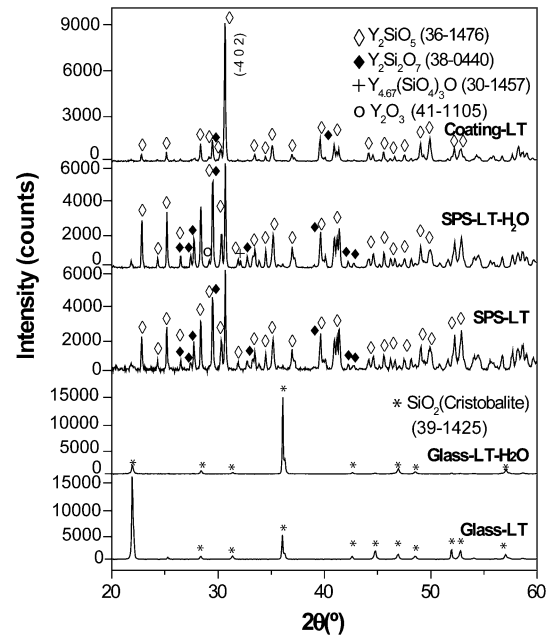 9000
6000
3000
0
(-4 0 2)
◇ Y₂SiO₅ (36-1476)
◆ Y₂Si₂O₇ (38-0440)
+ Y₄.₆₇(SiO₄)₃O (30-1457)
o Y₂O₃ (41-1105)
Coating-LT
6000
4000
2000
0
SPS-LT-H₂O
6000
4000
2000
0
SPS-LT
15000
10000
5000
0
* SiO₂(Cristobalite)
(39-1425)
Glass-LT-H₂O
15000
10000
5000
0
Glass-LT
Intensity (counts)
20 30 40 50 60
2θ(º)